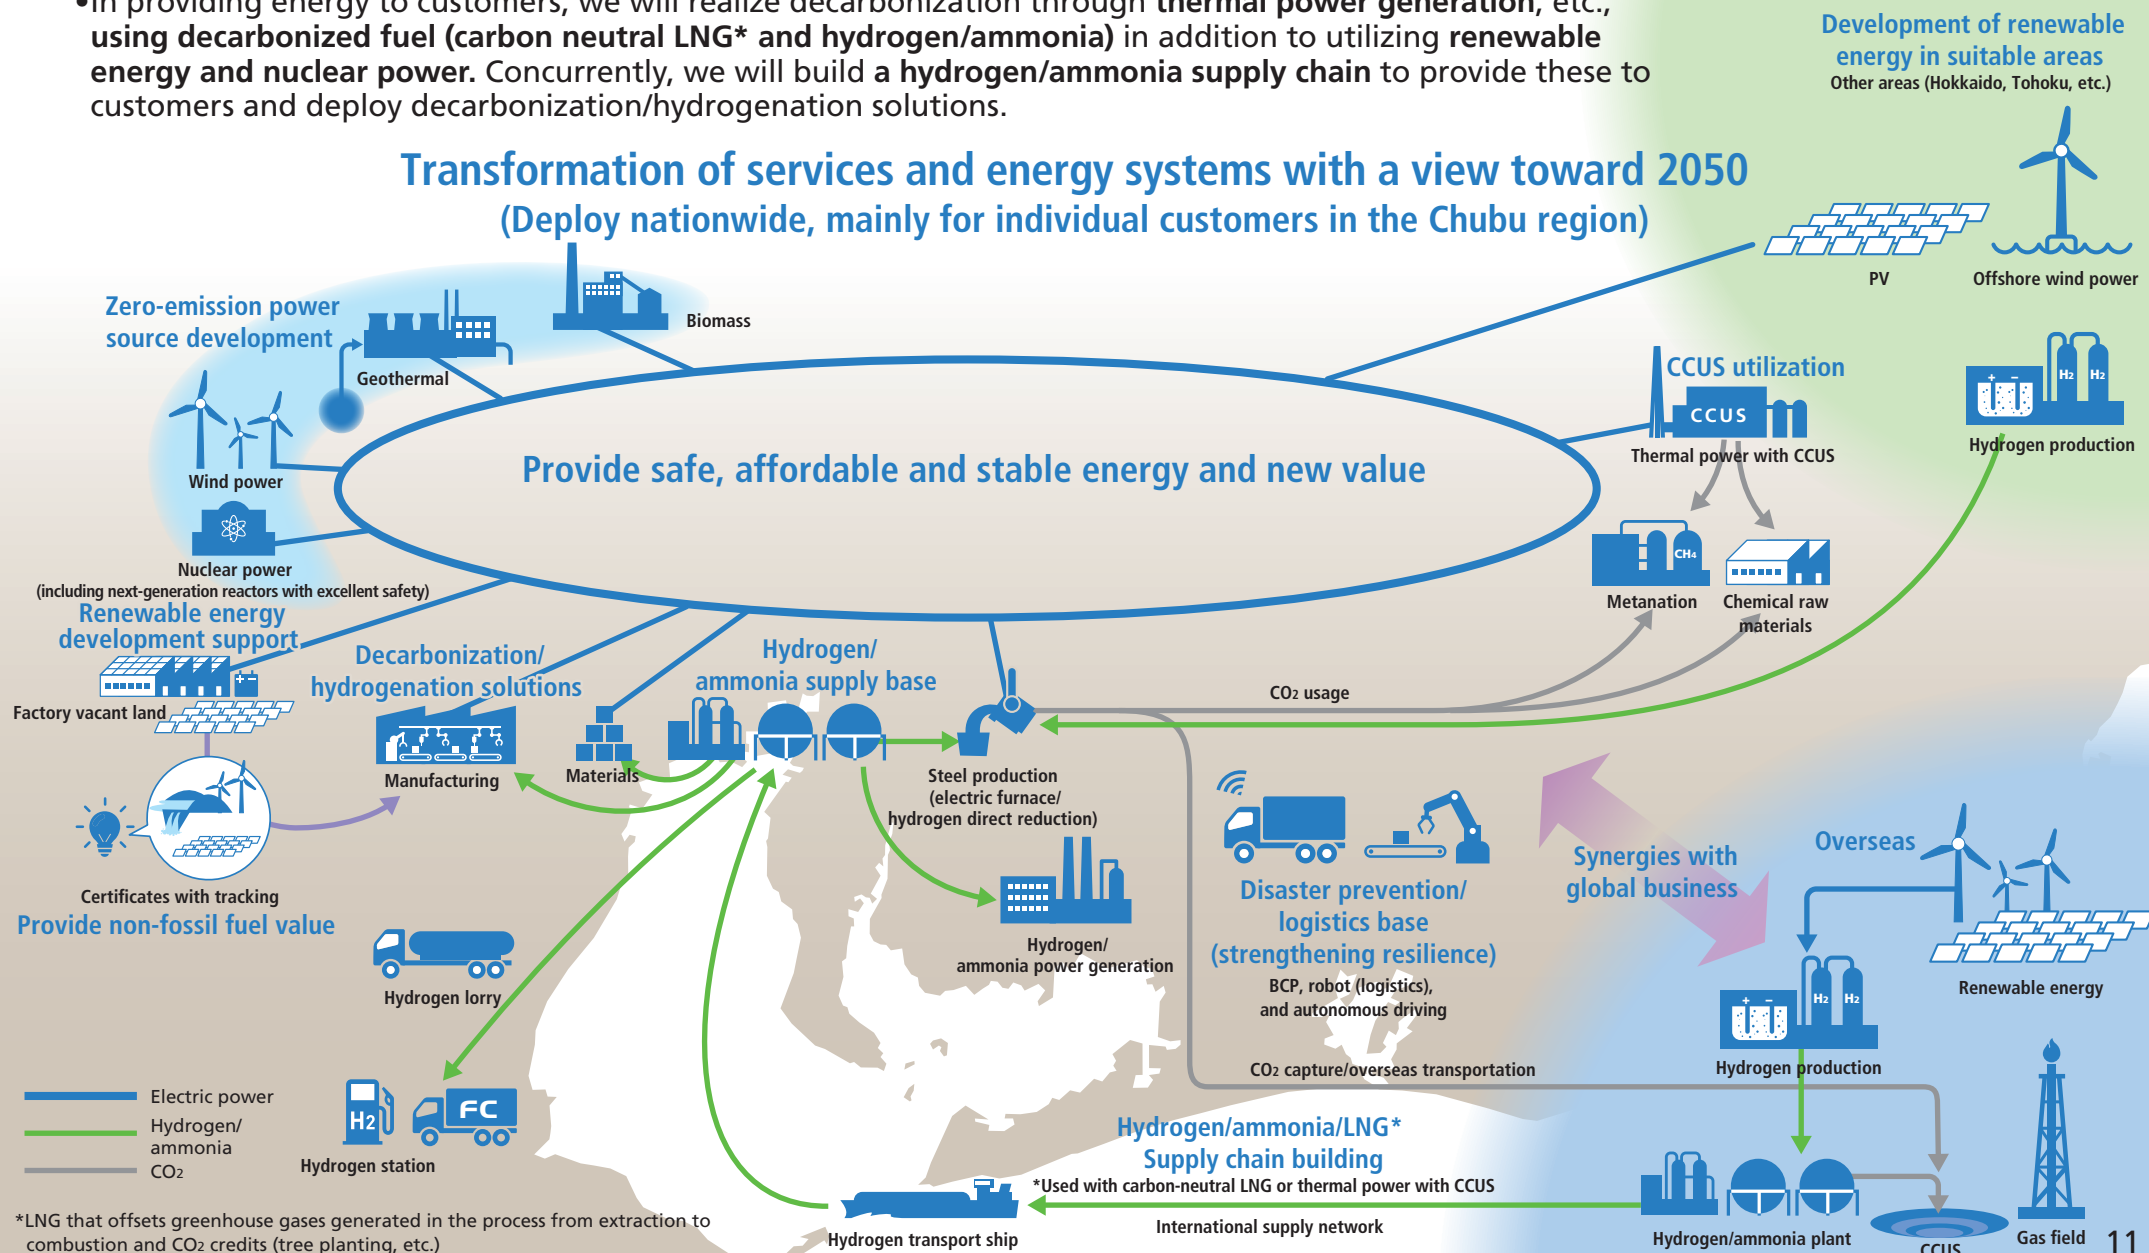 •In providing energy to customers, we will realize decarbonization through thermal power generation, etc.,
using decarbonized fuel (carbon neutral LNG* and hydrogen/ammonia) in addition to utilizing renewable
energy and nuclear power. Concurrently, we will build a hydrogen/ammonia supply chain to provide these to
customers and deploy decarbonization/hydrogenation solutions.
Development of renewable
energy in suitable areas
Other areas (Hokkaido, Tohoku, etc.)
Transformation of services and energy systems with a view toward 2050
(Deploy nationwide, mainly for individual customers in the Chubu region)
PV
Offshore wind power
Zero-emission power
source development
Biomass
Geothermal
Wind power
Nuclear power
(including next-generation reactors with excellent safety)
Provide safe, affordable and stable energy and new value
CCUS utilization
CCUS
Thermal power with CCUS
+ −
H2 H2
Hydrogen production
CH4
Metanation
Chemical raw
materials
Renewable energy
development support
+ −
Factory vacant land
Decarbonization/
hydrogenation solutions
Manufacturing
Materials
Hydrogen/
ammonia supply base
Steel production
(electric furnace/
hydrogen direct reduction)
CO2 usage
Certificates with tracking
Provide non-fossil fuel value
Hydrogen lorry
Hydrogen/
ammonia power generation
Disaster prevention/
logistics base
(strengthening resilience)
BCP, robot (logistics),
and autonomous driving
Synergies with
global business
Overseas
Renewable energy
+ −
H2 H2
Hydrogen production
CO2 capture/overseas transportation
Electric power
Hydrogen/
ammonia
CO2
H2
FC
Hydrogen station
Hydrogen/ammonia/LNG*
Supply chain building
*Used with carbon-neutral LNG or thermal power with CCUS
International supply network
Hydrogen transport ship
Hydrogen/ammonia plant
CCUS
Gas field
*LNG that offsets greenhouse gases generated in the process from extraction to
combustion and CO2 credits (tree planting, etc.)
11